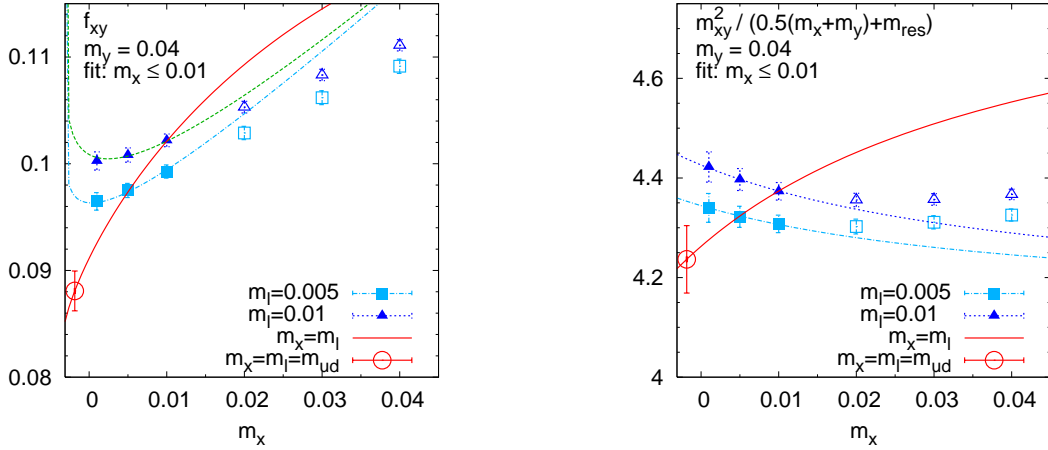 f_xy
m_y = 0.04
fit: m_x ≤ 0.01
0.11
0.1
0.09
0.08
m_l=0.005
m_l=0.01
m_x=m_l
m_x=m_l=m_ud
0 0.01 0.02 0.03 0.04
m_x
m_xy^2 / (0.5(m_x+m_y)+m_res)
m_y = 0.04
fit: m_x ≤ 0.01
4.6
4.4
4.2
4
m_l=0.005
m_l=0.01
m_x=m_l
m_x=m_l=m_ud
0 0.01 0.02 0.03 0.04
m_x